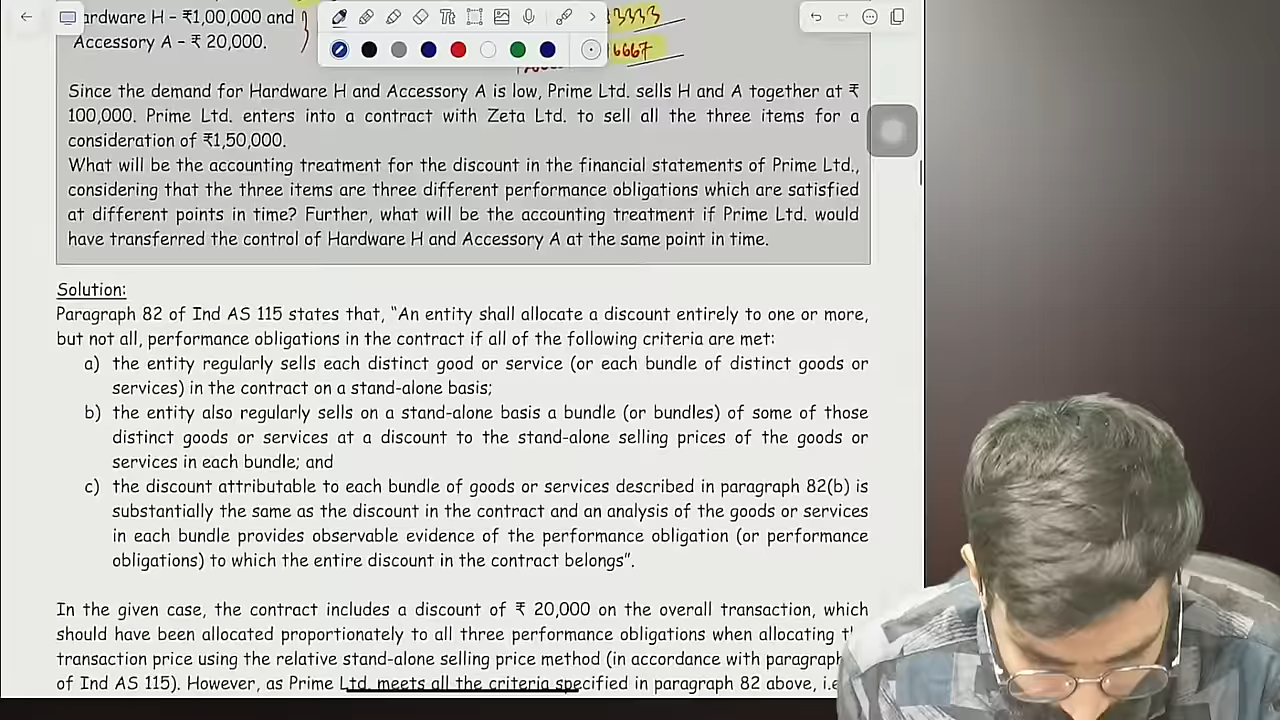 ardware H – ₹1,00,000 and
Accessory A – ₹ 20,000.
3333
6667
Since the demand for Hardware H and Accessory A is low, Prime Ltd. sells H and A together at ₹
100,000. Prime Ltd. enters into a contract with Zeta Ltd. to sell all the three items for a
consideration of ₹1,50,000.
What will be the accounting treatment for the discount in the financial statements of Prime Ltd.,
considering that the three items are three different performance obligations which are satisfied
at different points in time? Further, what will be the accounting treatment if Prime Ltd. would
have transferred the control of Hardware H and Accessory A at the same point in time.
Solution:
Paragraph 82 of Ind AS 115 states that, “An entity shall allocate a discount entirely to one or more,
but not all, performance obligations in the contract if all of the following criteria are met:
a) the entity regularly sells each distinct good or service (or each bundle of distinct goods or
services) in the contract on a stand-alone basis;
b) the entity also regularly sells on a stand-alone basis a bundle (or bundles) of some of those
distinct goods or services at a discount to the stand-alone selling prices of the goods or
services in each bundle; and
c) the discount attributable to each bundle of goods or services described in paragraph 82(b) is
substantially the same as the discount in the contract and an analysis of the goods or services
in each bundle provides observable evidence of the performance obligation (or performance
obligations) to which the entire discount in the contract belongs”.
In the given case, the contract includes a discount of ₹ 20,000 on the overall transaction, which
should have been allocated proportionately to all three performance obligations when allocating
transaction price using the relative stand-alone selling price method (in accordance with paragraph
of Ind AS 115). However, as Prime Ltd. meets all the criteria specified in paragraph 82 above, i.e